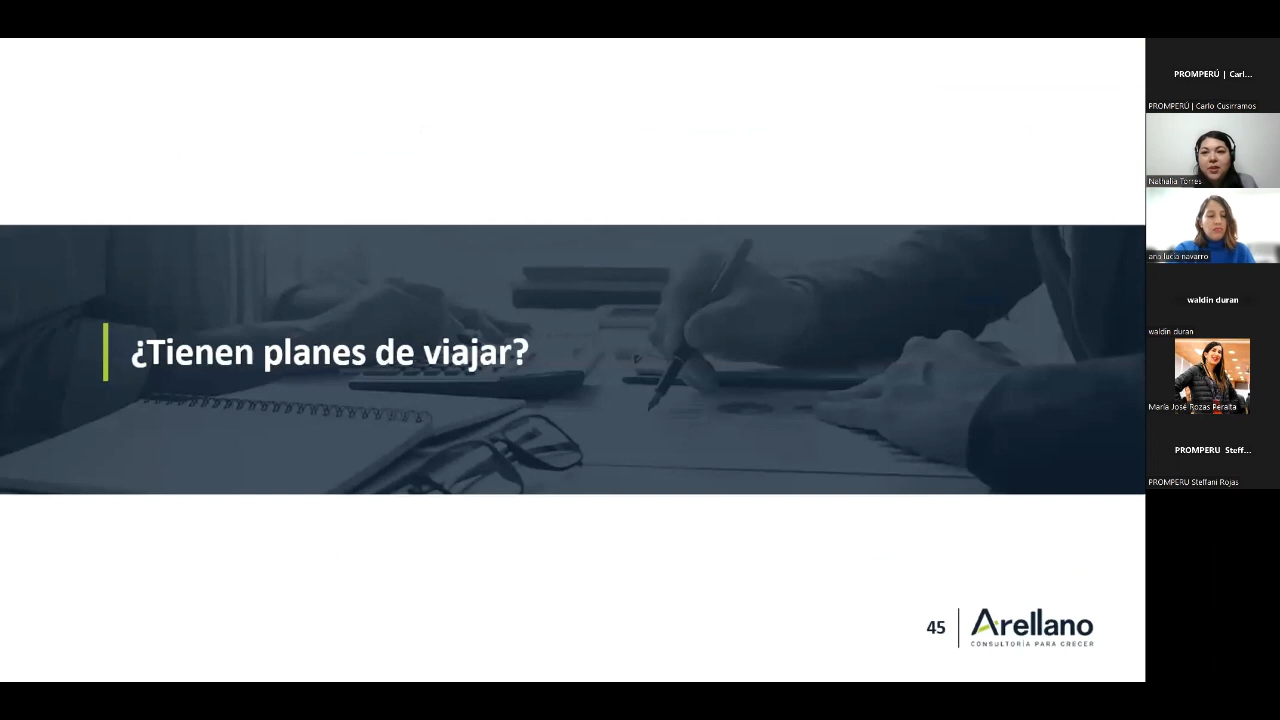 ¿Tienen planes de viajar?
45
Arellano
CONSULTORÍA PARA CRECER
PROMPERÚ | Carl...
PROMPERÚ | Carlo Cusirramos
Nathalia Torres
ana lucia navarro
waldin duran
waldin duran
María José Rozas Peralta
PROMPERU Steff...
PROMPERU Steffani Rojas